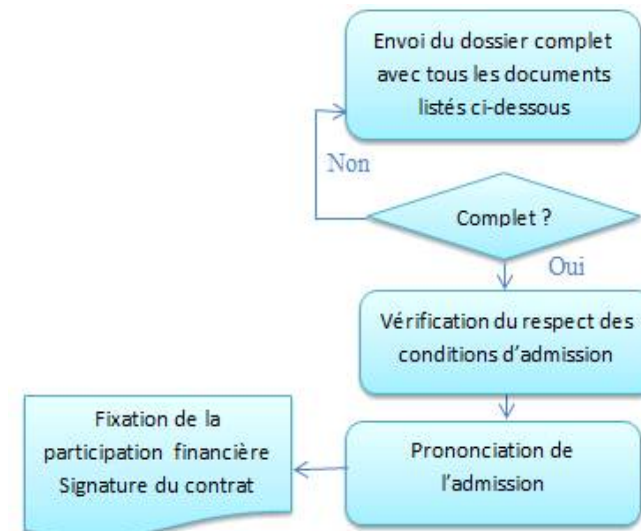 Envoi du dossier complet
avec tous les documents
listés ci-dessous
Non
Complet ?
Oui
Vérification du respect des
conditions d'admission
Prononciation de
l'admission
Fixation de la
participation financière
Signature du contrat